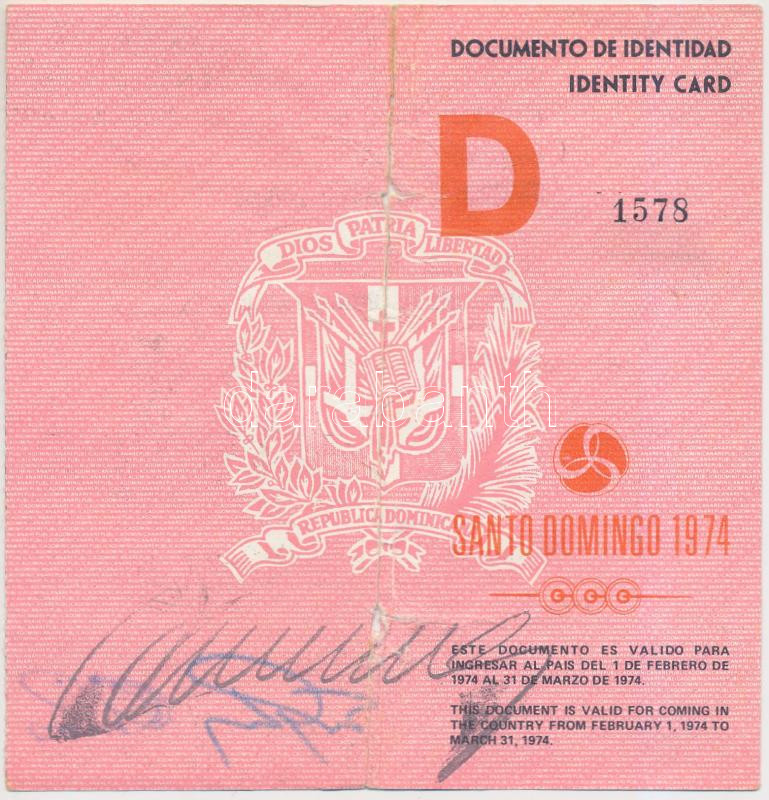 DOCUMENTO DE IDENTIDAD
IDENTITY CARD
D
1578
DIOS PATRIA LIBERTAD
darabanth
REPUBLICA DOMINIC
SANTO DOMINGO 1974
ESTE DOCUMENTO ES VALIDO PARA
INGRESAR AL PAIS DEL 1 DE FEBRERO DE
1974 AL 31 DE MARZO DE 1974.
THIS DOCUMENT IS VALID FOR COMING IN
THE COUNTRY FROM FEBRUARY 1, 1974 TO
MARCH 31, 1974.